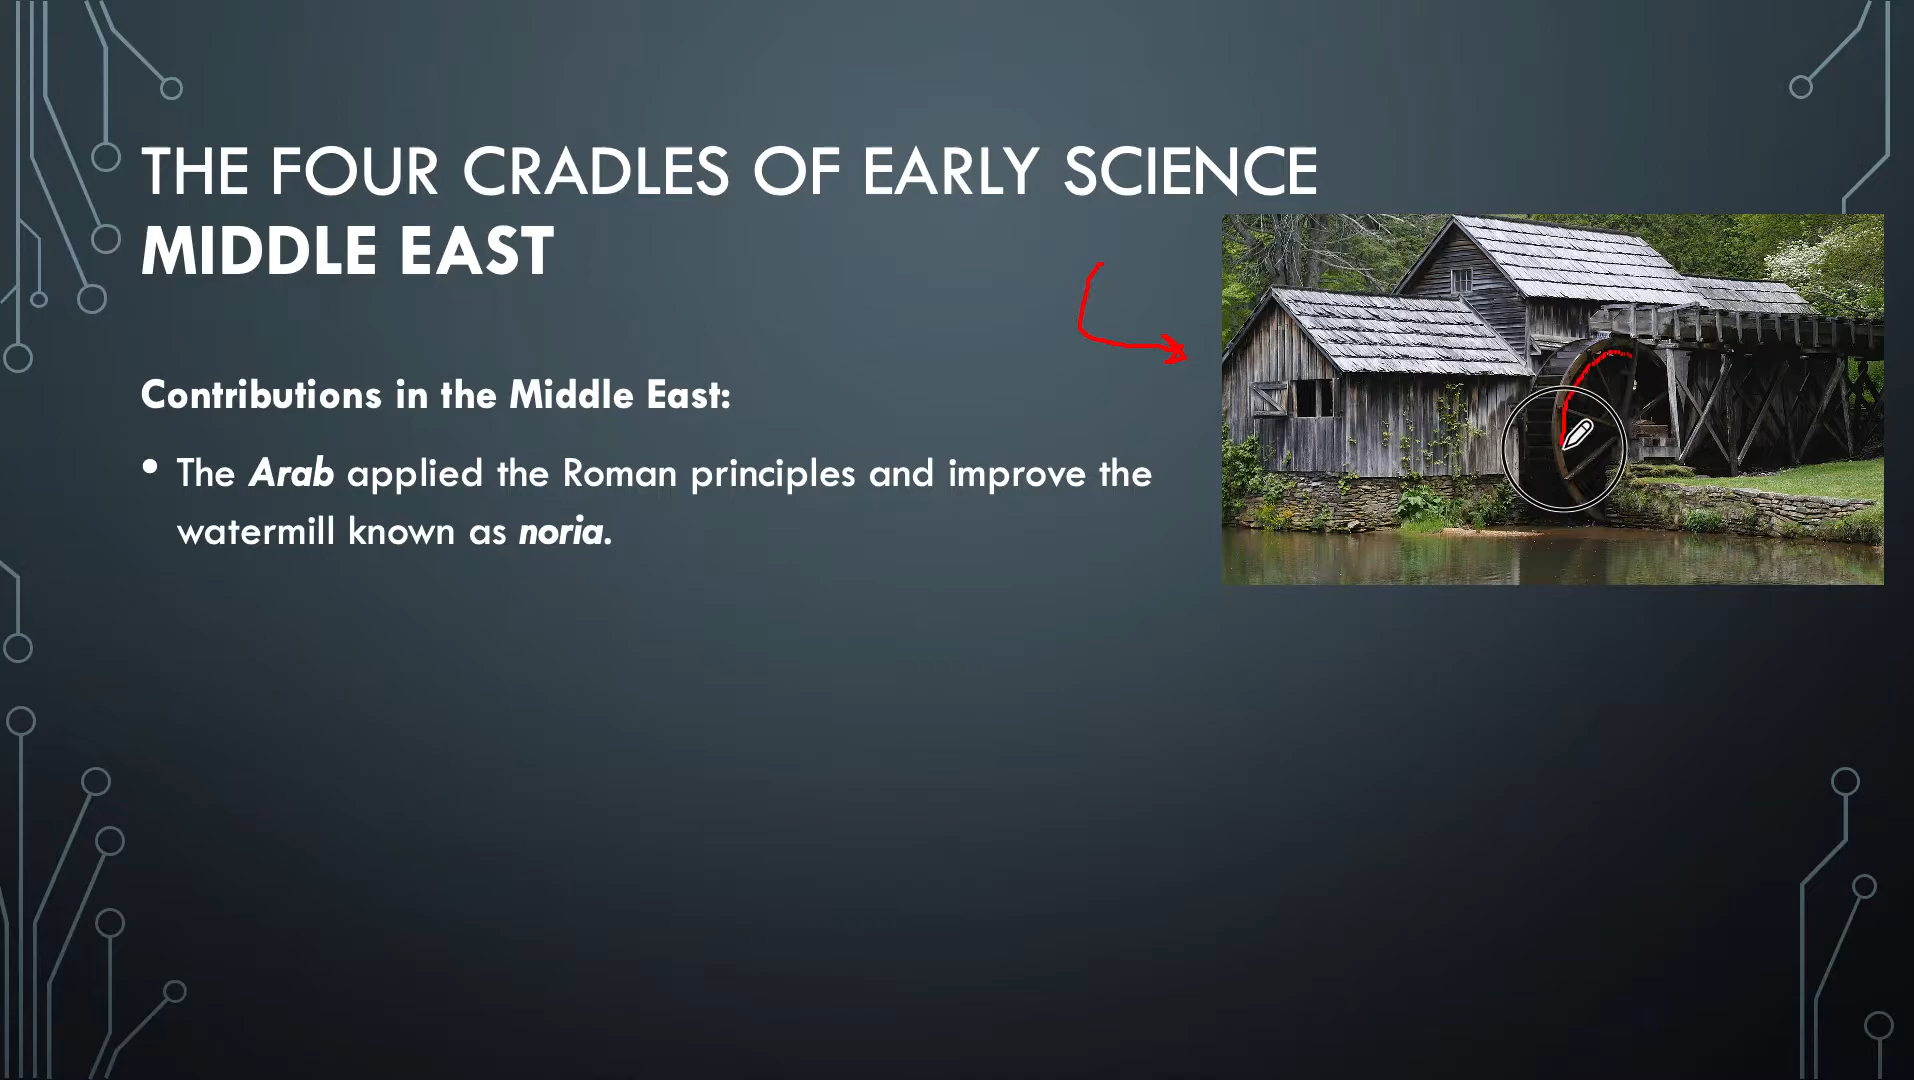 THE FOUR CRADLES OF EARLY SCIENCE
MIDDLE EAST
Contributions in the Middle East:
• The Arab applied the Roman principles and improve the
watermill known as noria.